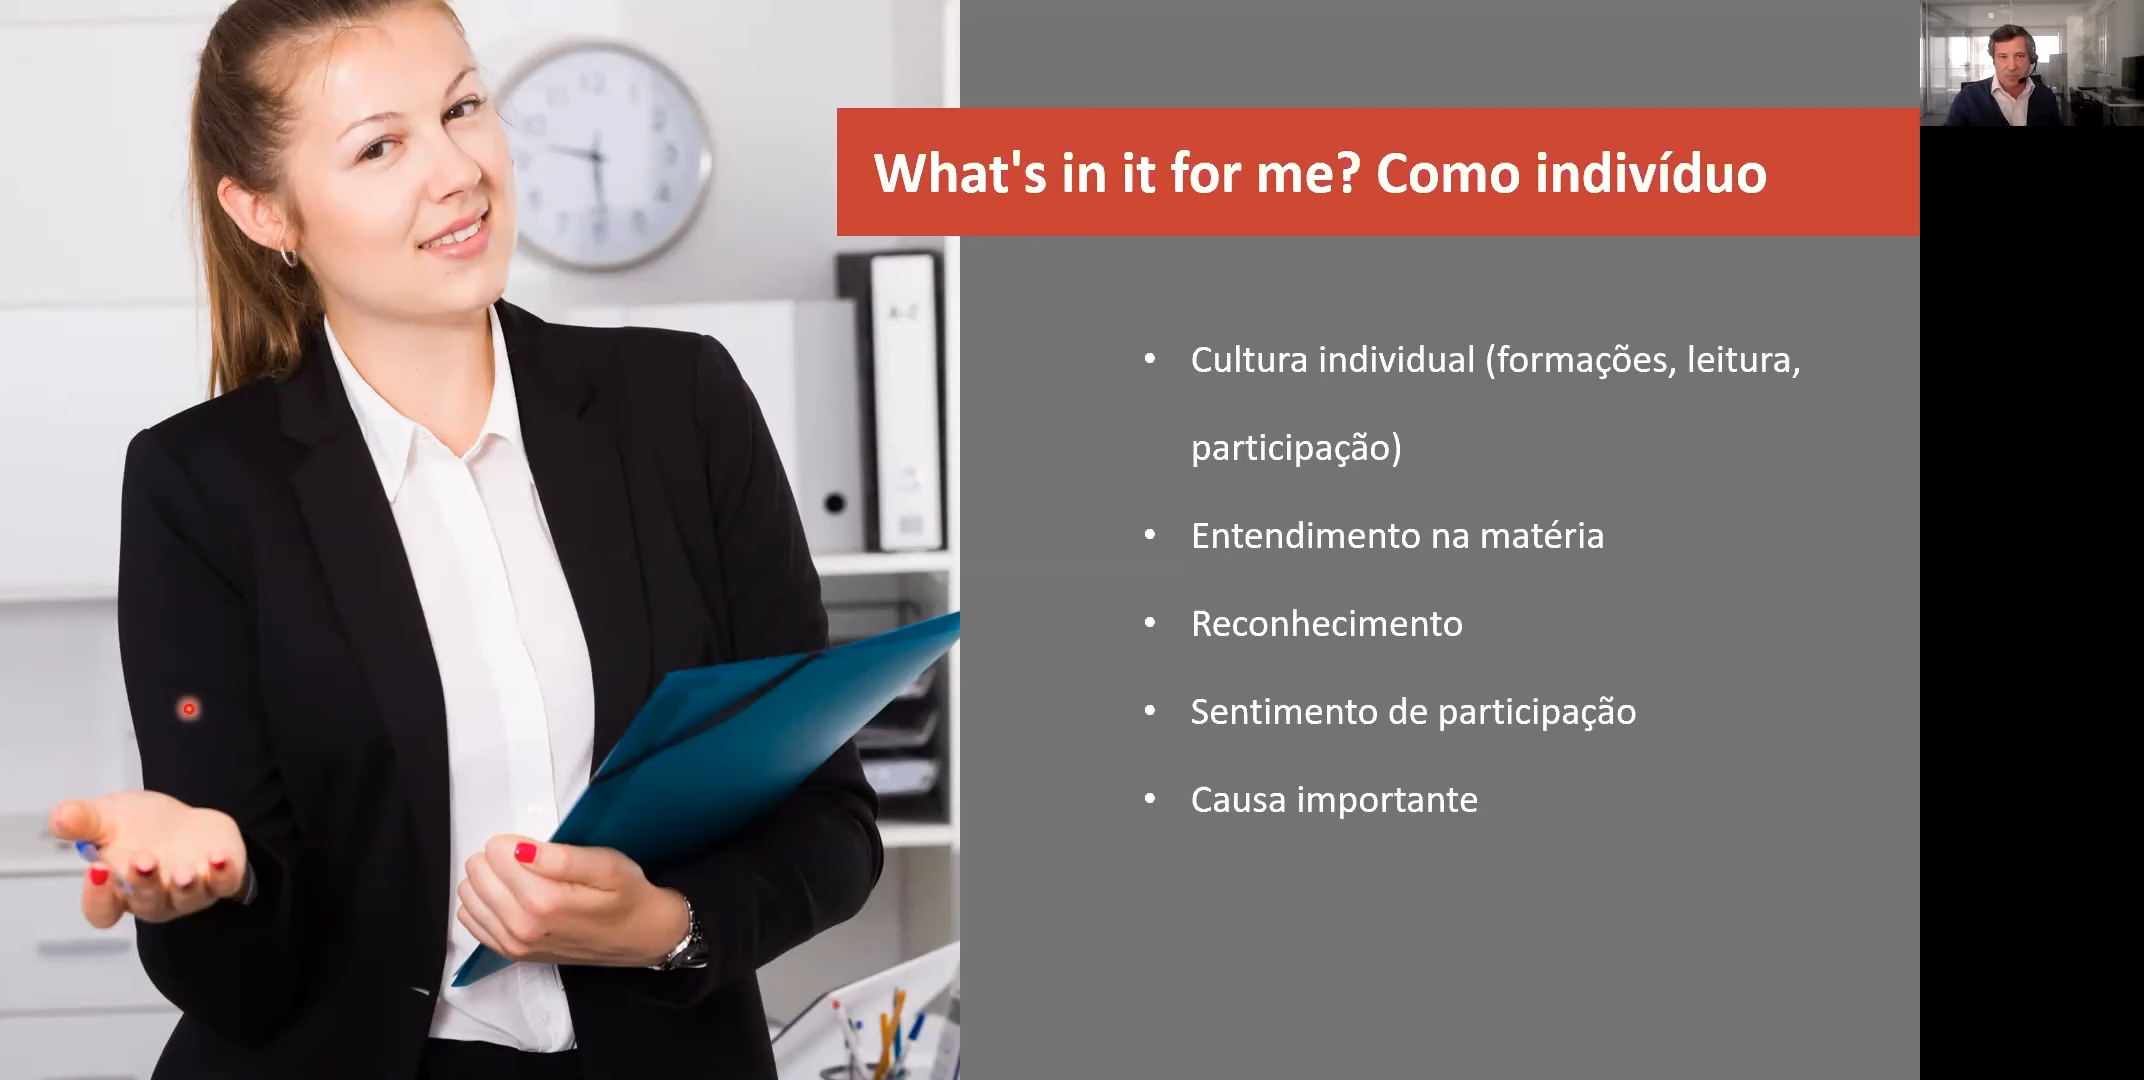 What's in it for me? Como indivíduo
• Cultura individual (formações, leitura,
participação)
• Entendimento na matéria
• Reconhecimento
• Sentimento de participação
• Causa importante
A-Z